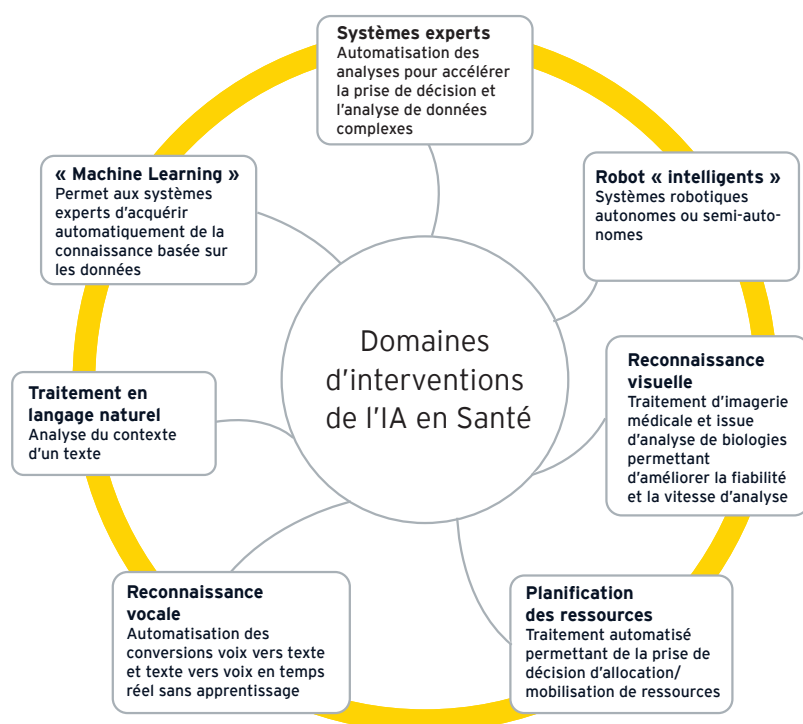 Systèmes experts
Automatisation des
analyses pour accélérer
la prise de décision et
l'analyse de données
complexes
« Machine Learning »
Permet aux systèmes
experts d'acquérir
automatiquement de la
connaissance basée sur
les données
Robot « intelligents »
Systèmes robotiques
autonomes ou semi-auto-
nomes
Domaines
d'interventions
de l'IA en Santé
Reconnaissance
visuelle
Traitement d'imagerie
médicale et issue
d'analyse de biologies
permettant
d'améliorer la fiabilité
et la vitesse d'analyse
Traitement en
langage naturel
Analyse du contexte
d'un texte
Reconnaissance
vocale
Automatisation des
conversions voix vers texte
et texte vers voix en temps
réel sans apprentissage
Planification
des ressources
Traitement automatisé
permettant de la prise de
décision d'allocation/
mobilisation de ressources